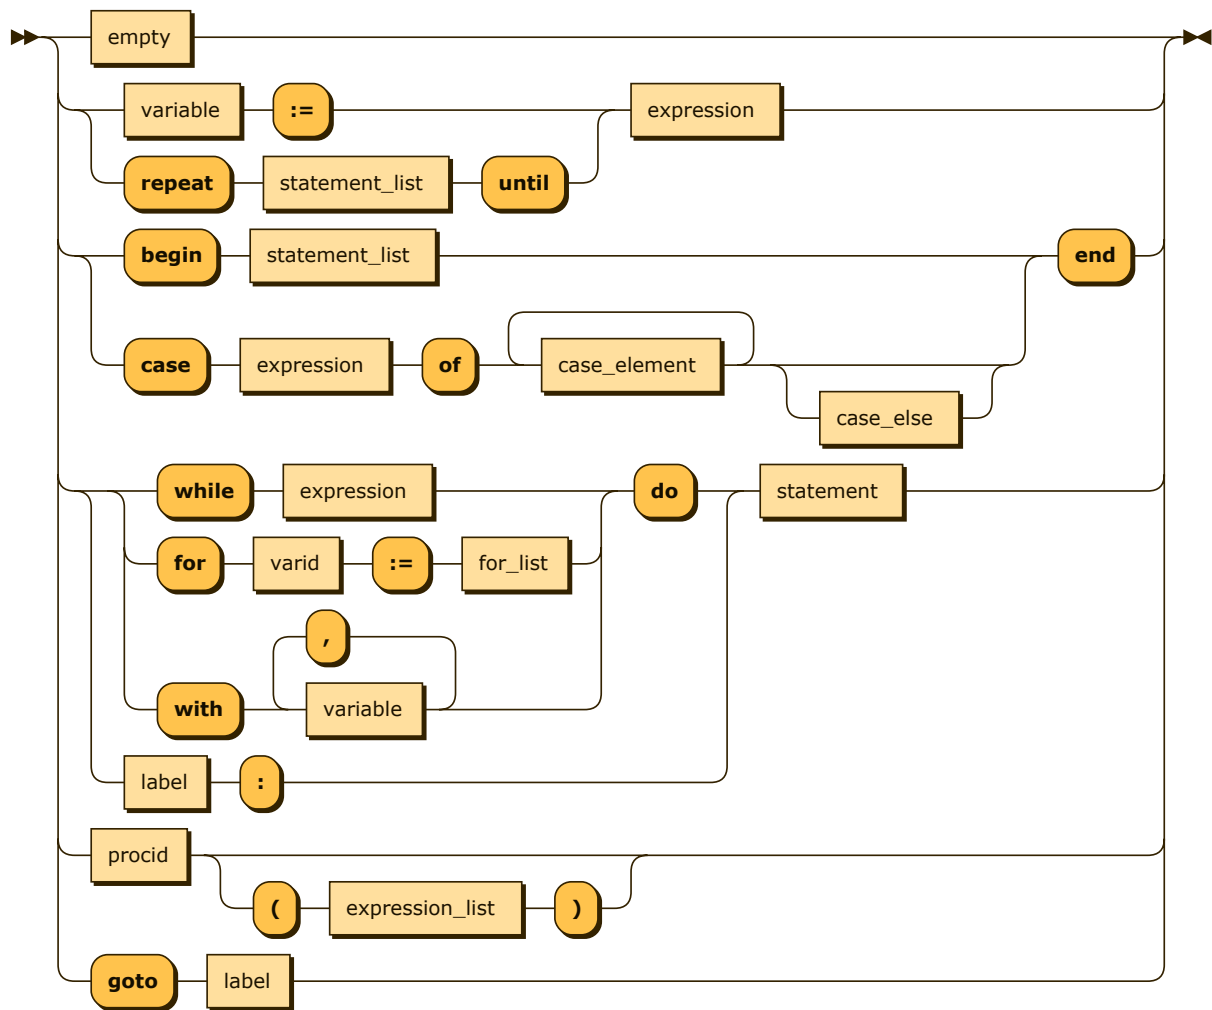 empty
variable :=
expression
repeat statement_list until
begin statement_list end
case expression of case_element
case_else
while expression do statement
for varid := for_list
,
with variable
label :
procid
( expression_list )
goto label